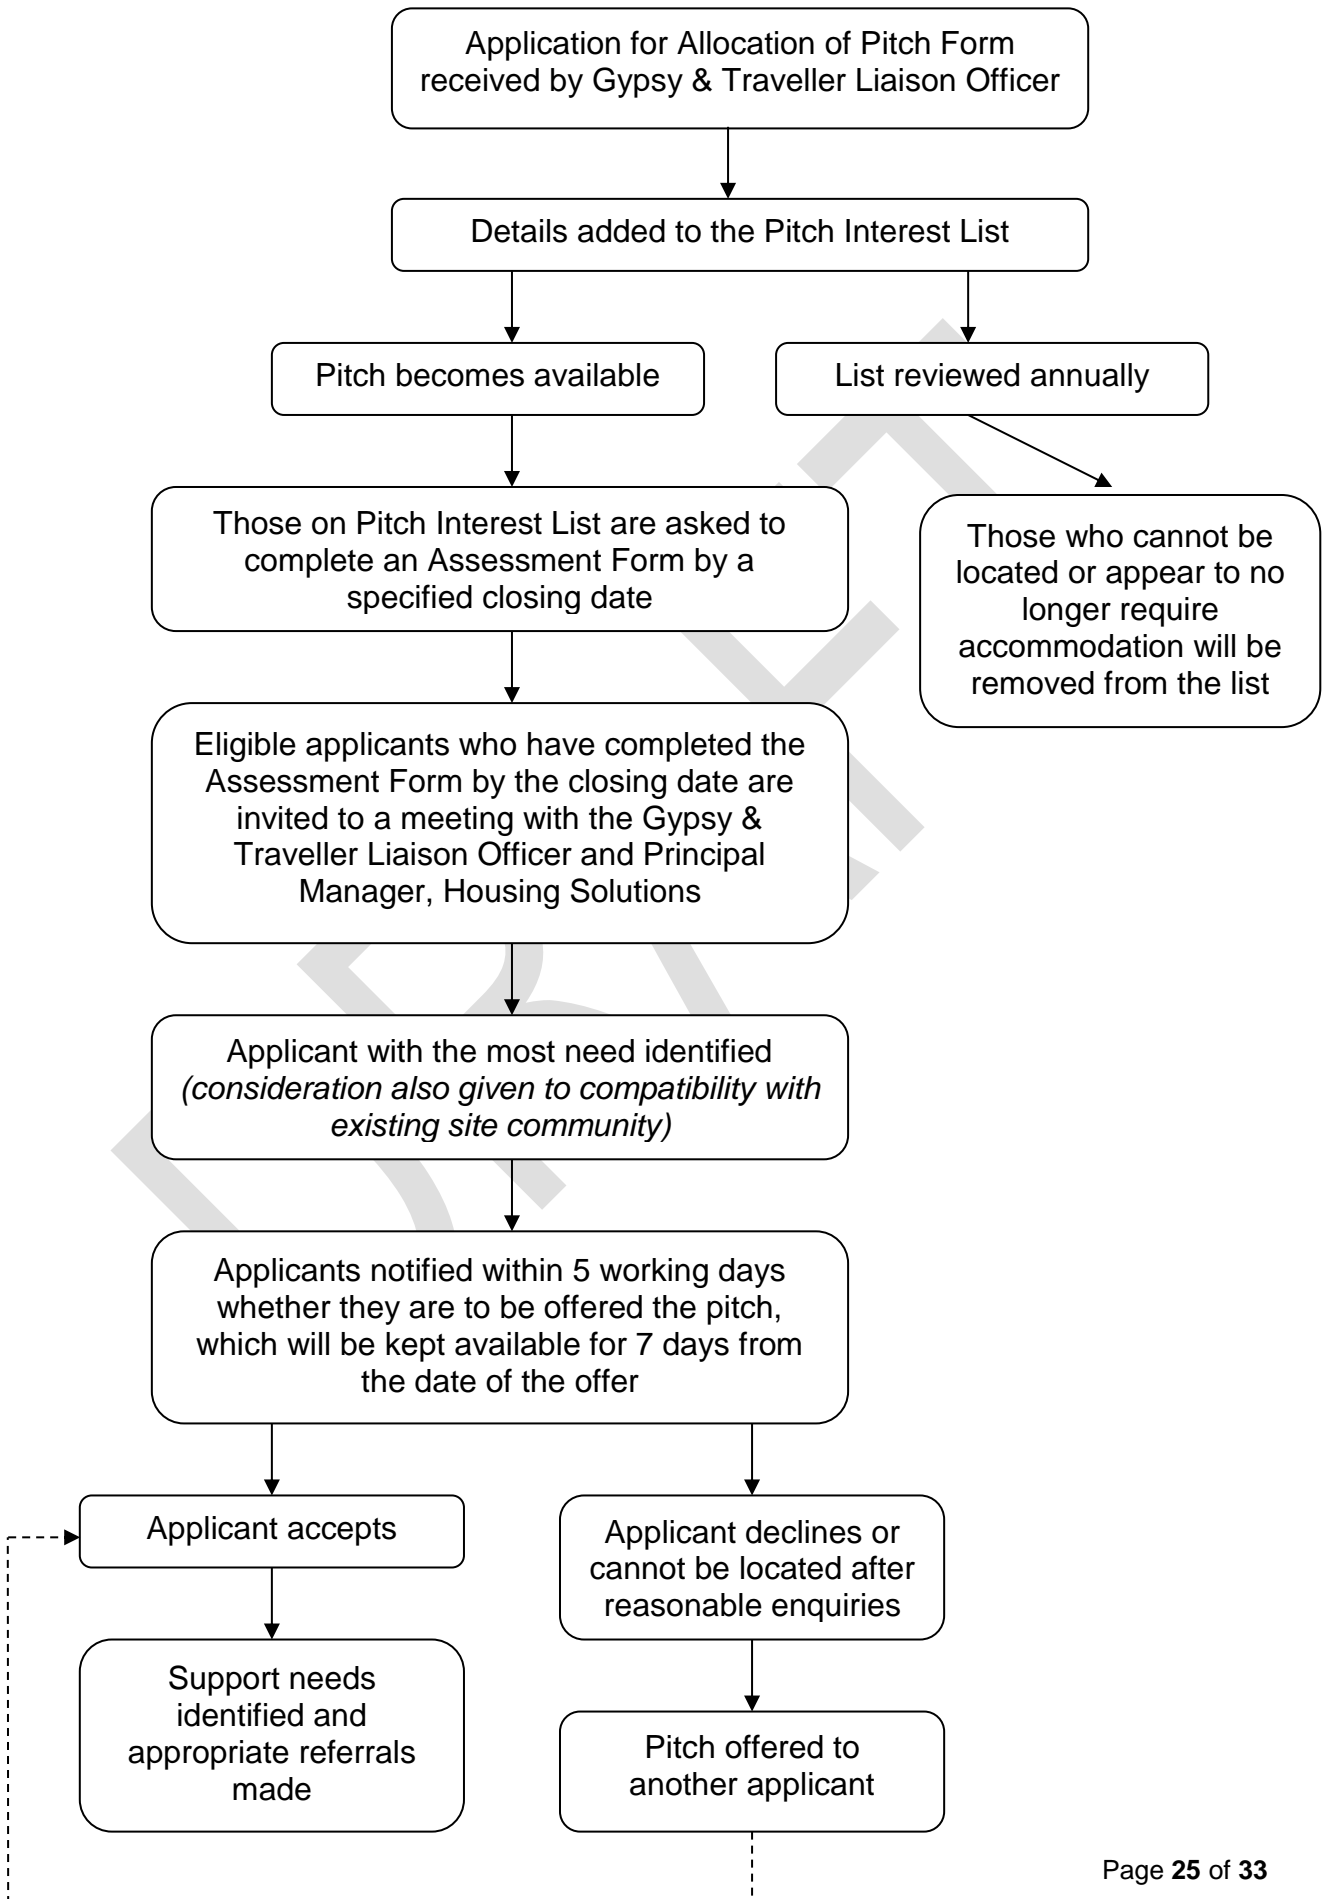 Application for Allocation of Pitch Form
received by Gypsy & Traveller Liaison Officer
Details added to the Pitch Interest List
Pitch becomes available
List reviewed annually
Those on Pitch Interest List are asked to
complete an Assessment Form by a
specified closing date
Those who cannot be
located or appear to no
longer require
accommodation will be
removed from the list
Eligible applicants who have completed the
Assessment Form by the closing date are
invited to a meeting with the Gypsy &
Traveller Liaison Officer and Principal
Manager, Housing Solutions
Applicant with the most need identified
(consideration also given to compatibility with
existing site community)
Applicants notified within 5 working days
whether they are to be offered the pitch,
which will be kept available for 7 days from
the date of the offer
Applicant accepts
Applicant declines or
cannot be located after
reasonable enquiries
Support needs
identified and
appropriate referrals
made
Pitch offered to
another applicant
Page 25 of 33
DRAFT